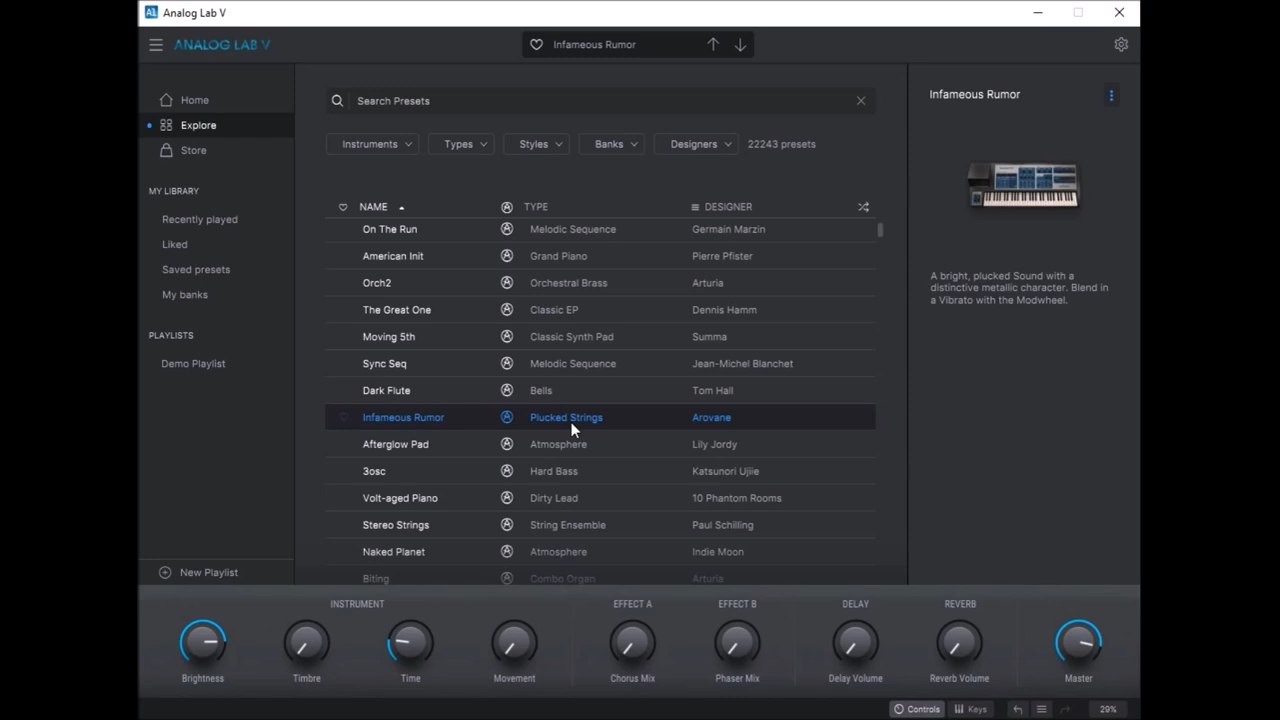 Analog Lab V
ANALOG LAB V
Infameous Rumor
Home
Explore
Store
MY LIBRARY
Recently played
Liked
Saved presets
My banks
PLAYLISTS
Demo Playlist
New Playlist
Search Presets
Instruments Types Styles Banks Designers 22243 presets
NAME TYPE DESIGNER
On The Run Melodic Sequence Germain Marzin
American Init Grand Piano Pierre Pfister
Orch2 Orchestral Brass Arturia
The Great One Classic EP Dennis Hamm
Moving 5th Classic Synth Pad Summa
Sync Seq Melodic Sequence Jean-Michel Blanchet
Dark Flute Bells Tom Hall
Infameous Rumor Plucked Strings Arovane
Afterglow Pad Atmosphere Lily Jordy
3osc Hard Bass Katsunori Ujiie
Volt-aged Piano Dirty Lead 10 Phantom Rooms
Stereo Strings String Ensemble Paul Schilling
Naked Planet Atmosphere Indie Moon
Biting Combo Organ Arturia
Infameous Rumor
A bright, plucked Sound with a
distinctive metallic character. Blend in
a Vibrato with the Modwheel.
INSTRUMENT EFFECT A EFFECT B DELAY REVERB
Brightness Timbre Time Movement Chorus Mix Phaser Mix Delay Volume Reverb Volume Master
Controls Keys 29%